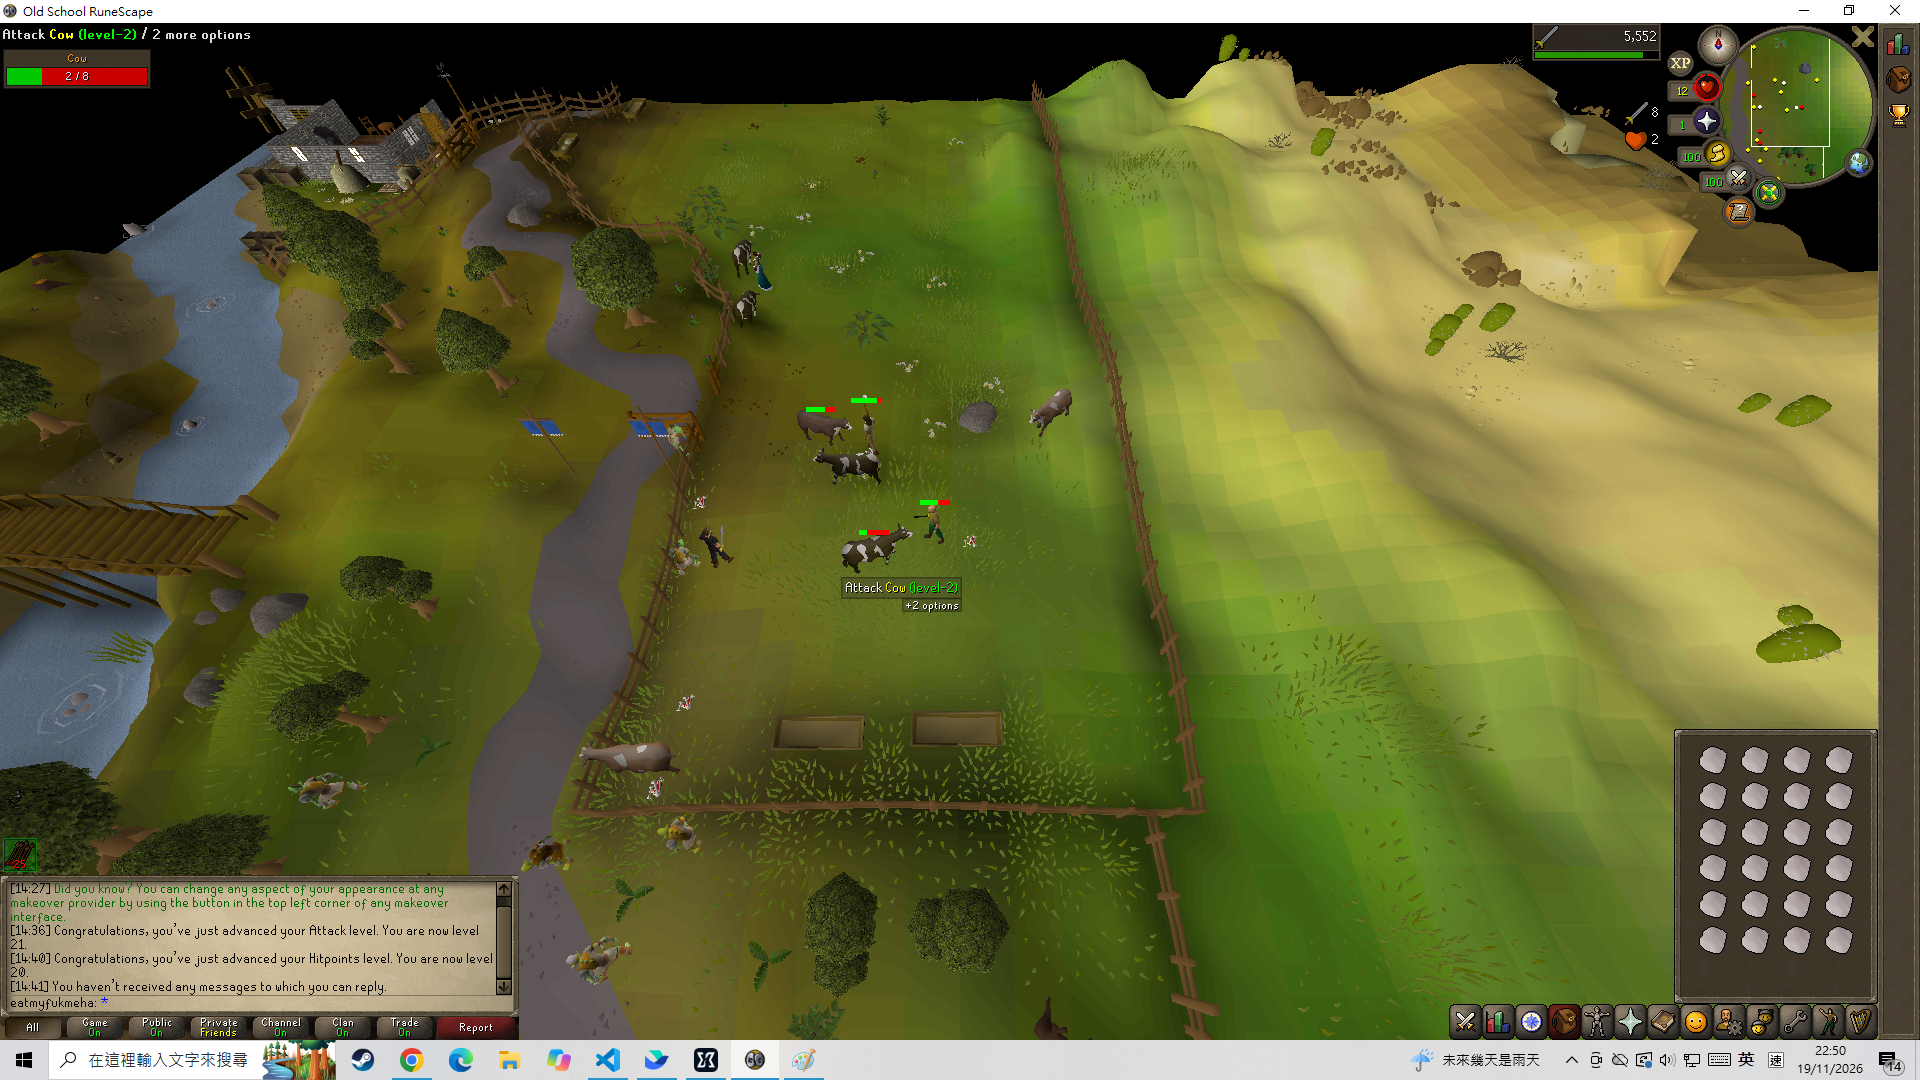 Old School RuneScape
Attack Cow (level-2) / 2 more options
Cow
2 / 8
5,552
XP
N
12
8
1
2
100
100
Attack Cow (level-2)
+2 options
25
[14:27] Did you know? You can change any aspect of your appearance at any
makeover provider by using the button in the top left corner of any makeover
interface.
[14:36] Congratulations, you've just advanced your Attack level. You are now level
21.
[14:40] Congratulations, you've just advanced your Hitpoints level. You are now level
20.
[14:41] You haven't received any messages to which you can reply.
eatmyfukmeha: *
All
Game
On
Public
On
Private
Friends
Channel
On
Clan
On
Trade
On
Report
在這裡輸入文字來搜尋
未來幾天是雨天
英
速
22:50
19/11/2026
14